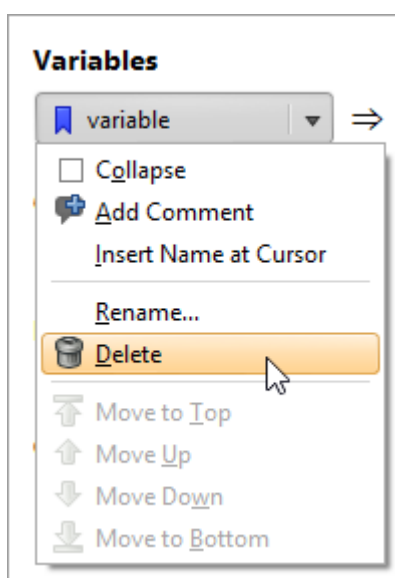 Variables
variable ⇒
Collapse
Add Comment
Insert Name at Cursor
Rename...
Delete
Move to Top
Move Up
Move Down
Move to Bottom